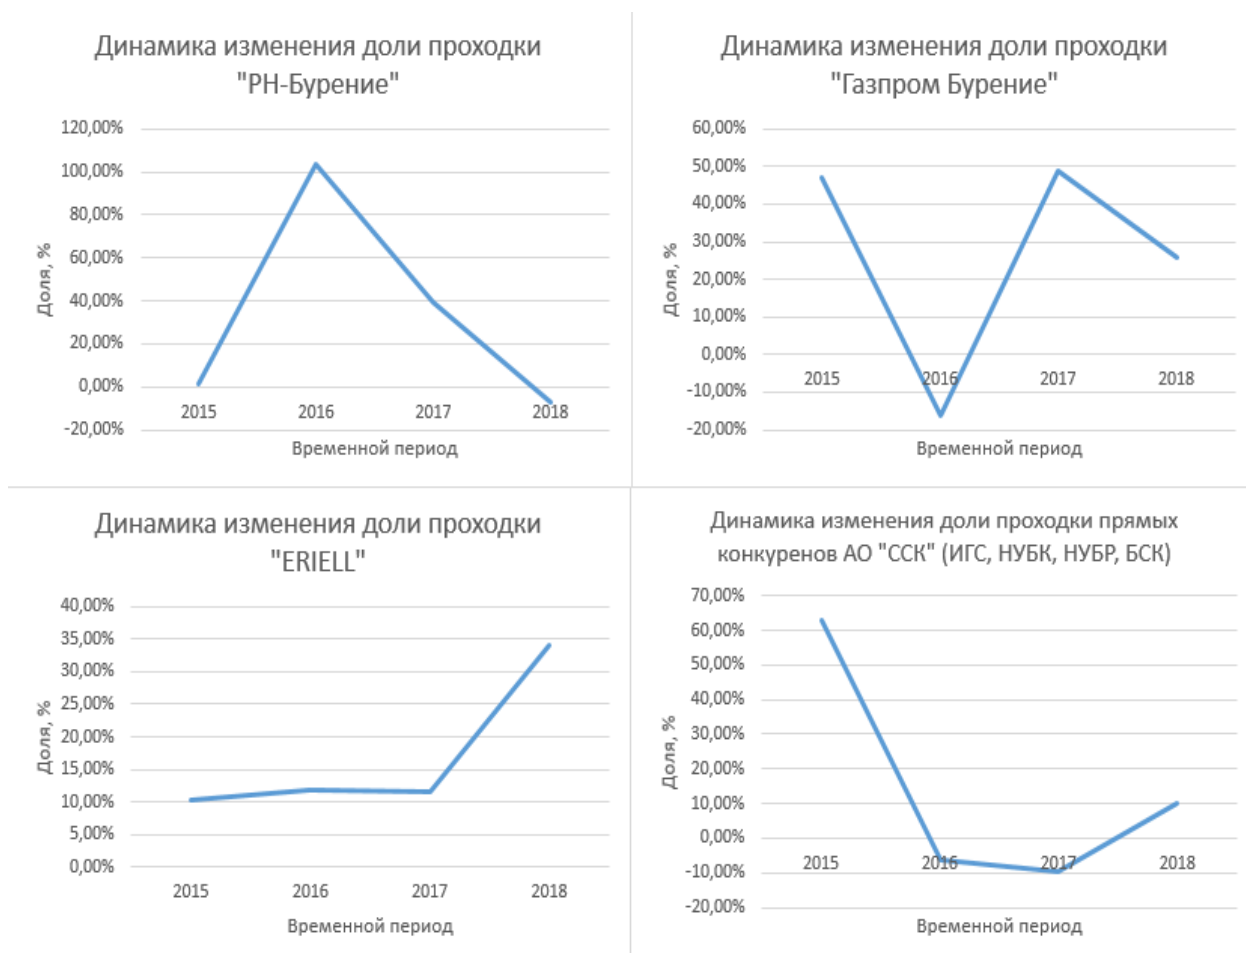 Динамика изменения доли проходки
"РН-Бурение"
120,00%
100,00%
80,00%
60,00%
40,00%
20,00%
0,00%
-20,00%
Доля, %
2015 2016 2017 2018
Временной период
Динамика изменения доли проходки
"Газпром Бурение"
60,00%
50,00%
40,00%
30,00%
20,00%
10,00%
0,00%
-10,00%
-20,00%
Доля, %
2015 2016 2017 2018
Временной период
Динамика изменения доли проходки
"ERIELL"
40,00%
35,00%
30,00%
25,00%
20,00%
15,00%
10,00%
5,00%
0,00%
Доля, %
2015 2016 2017 2018
Временной период
Динамика изменения доли проходки прямых
конкуренов АО "ССК" (ИГС, НУБК, НУБР, БСК)
70,00%
60,00%
50,00%
40,00%
30,00%
20,00%
10,00%
0,00%
-10,00%
-20,00%
Доля, %
2015 2016 2017 2018
Временной период